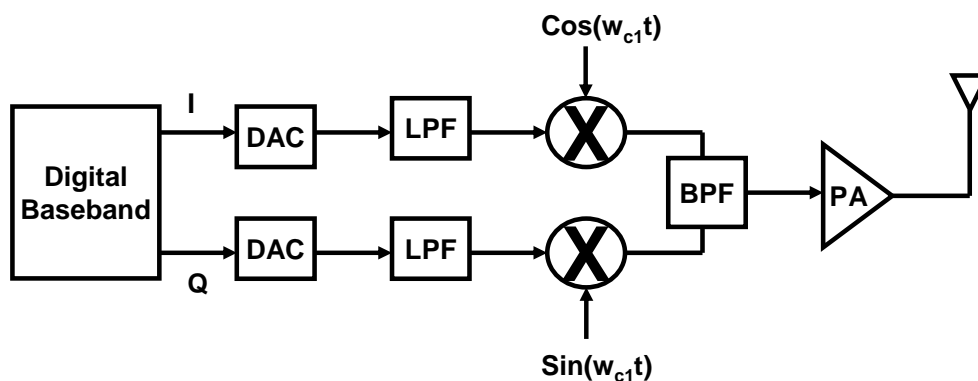 Cos(wc1t)
I
DAC
LPF
X
Digital
Baseband
BPF
PA
DAC
LPF
X
Q
Sin(wc1t)